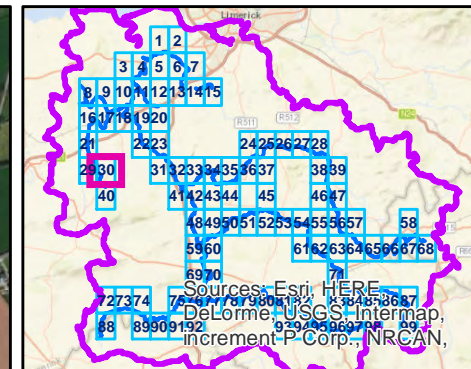 Limerick
1 2
3 4 5 6 7
8 9 10 11 12 13 14 15
16 17 18 19 20
R511 R512 N24
21 22 23 24 25 26 27 28
29 30 31 32 33 34 35 36 37 38 39
40 41 42 43 44 45 46 47
48 49 50 51 52 53 54 55 56 57 58
59 60 61 62 63 64 65 66 67 68
69 70
Sources: Esri, HERE,
72 73 74
DeLorme, USGS, Intermap,
88 89 90 91 92
increment P Corp., NRCAN,